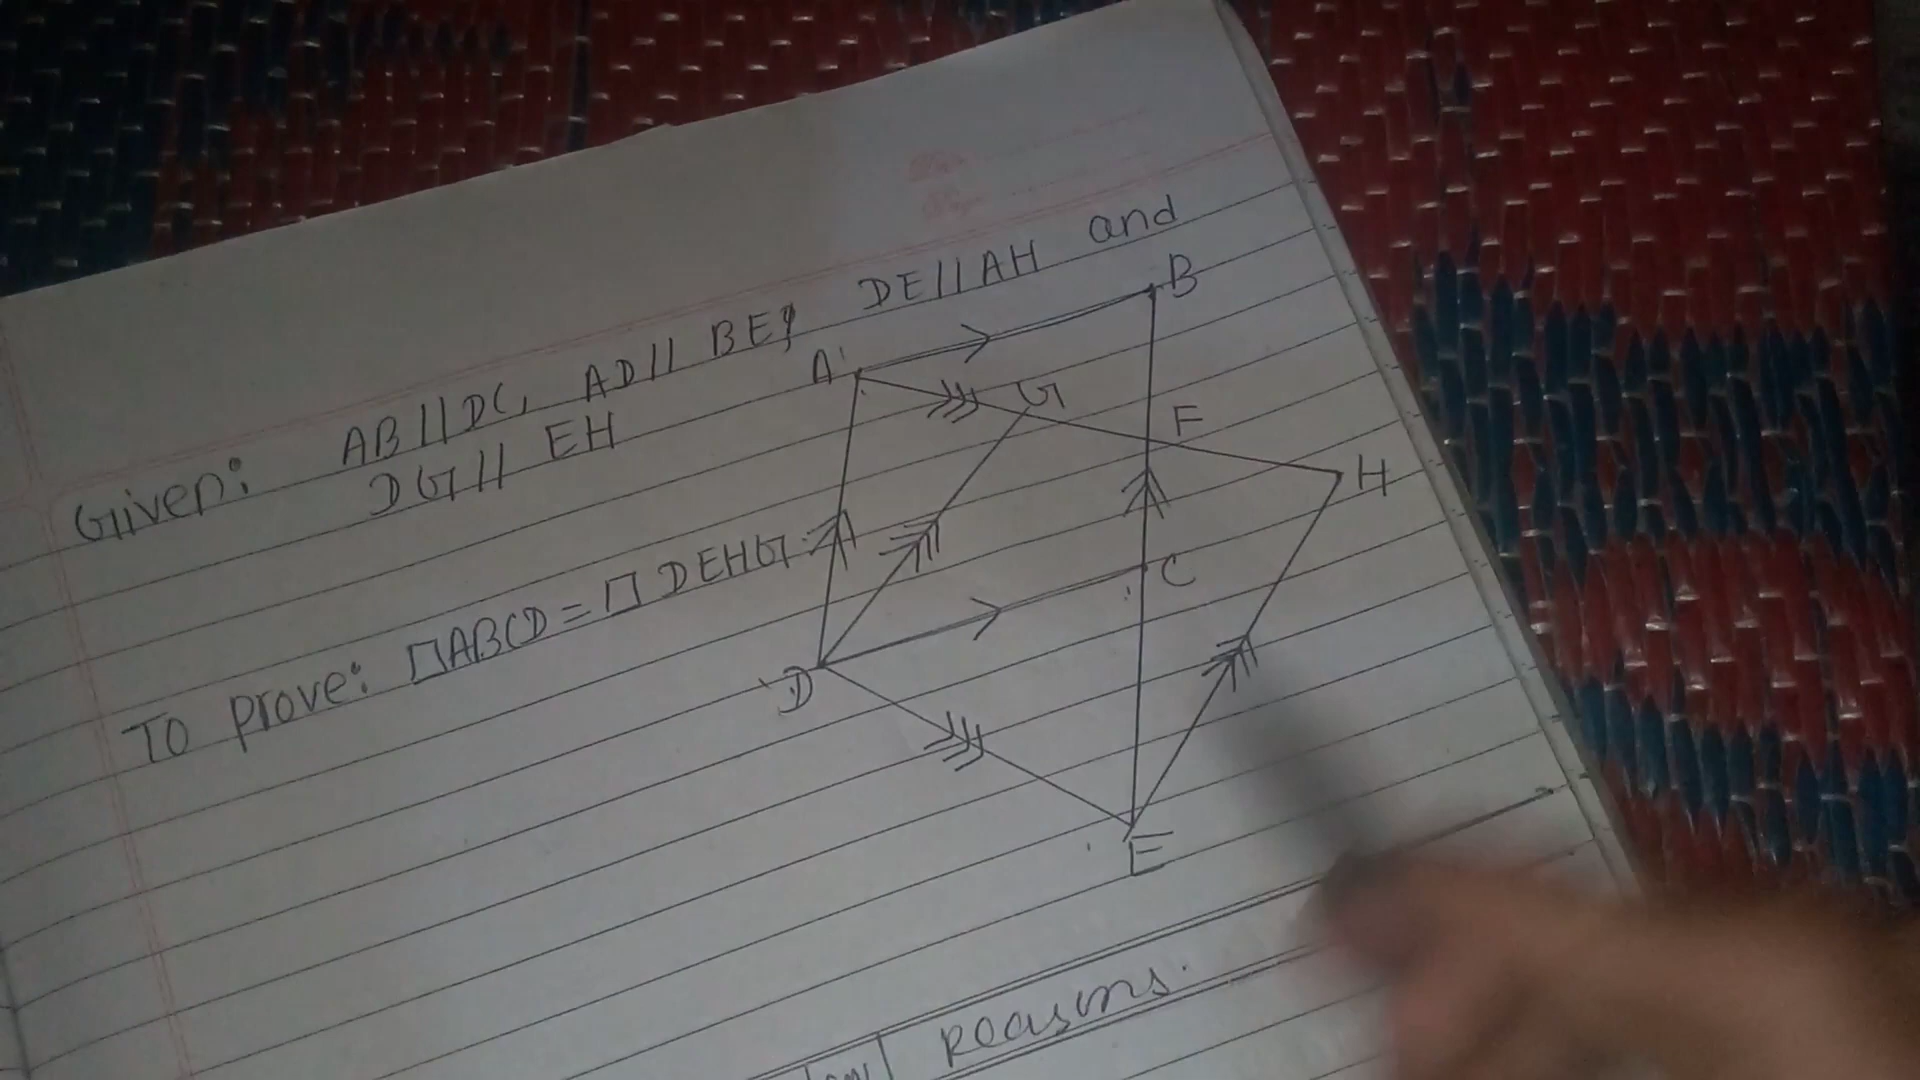 Given: AB//DC, AD// BE, DE//AH and
DG// EH
To prove: □ABCD = □ DEHG
A
B
G
F
H
C
D
E
reasons.